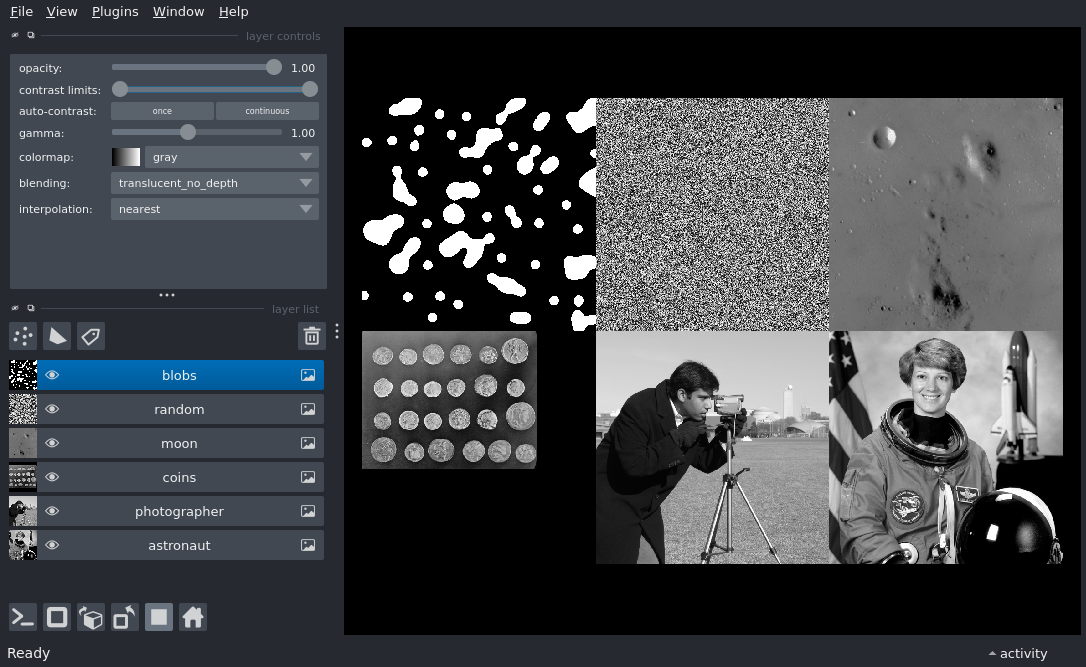 File View Plugins Window Help
layer controls
opacity: 1.00
contrast limits:
auto-contrast: once continuous
gamma: 1.00
colormap: gray
blending: translucent_no_depth
interpolation: nearest
layer list
blobs
random
moon
coins
photographer
astronaut
Ready
activity